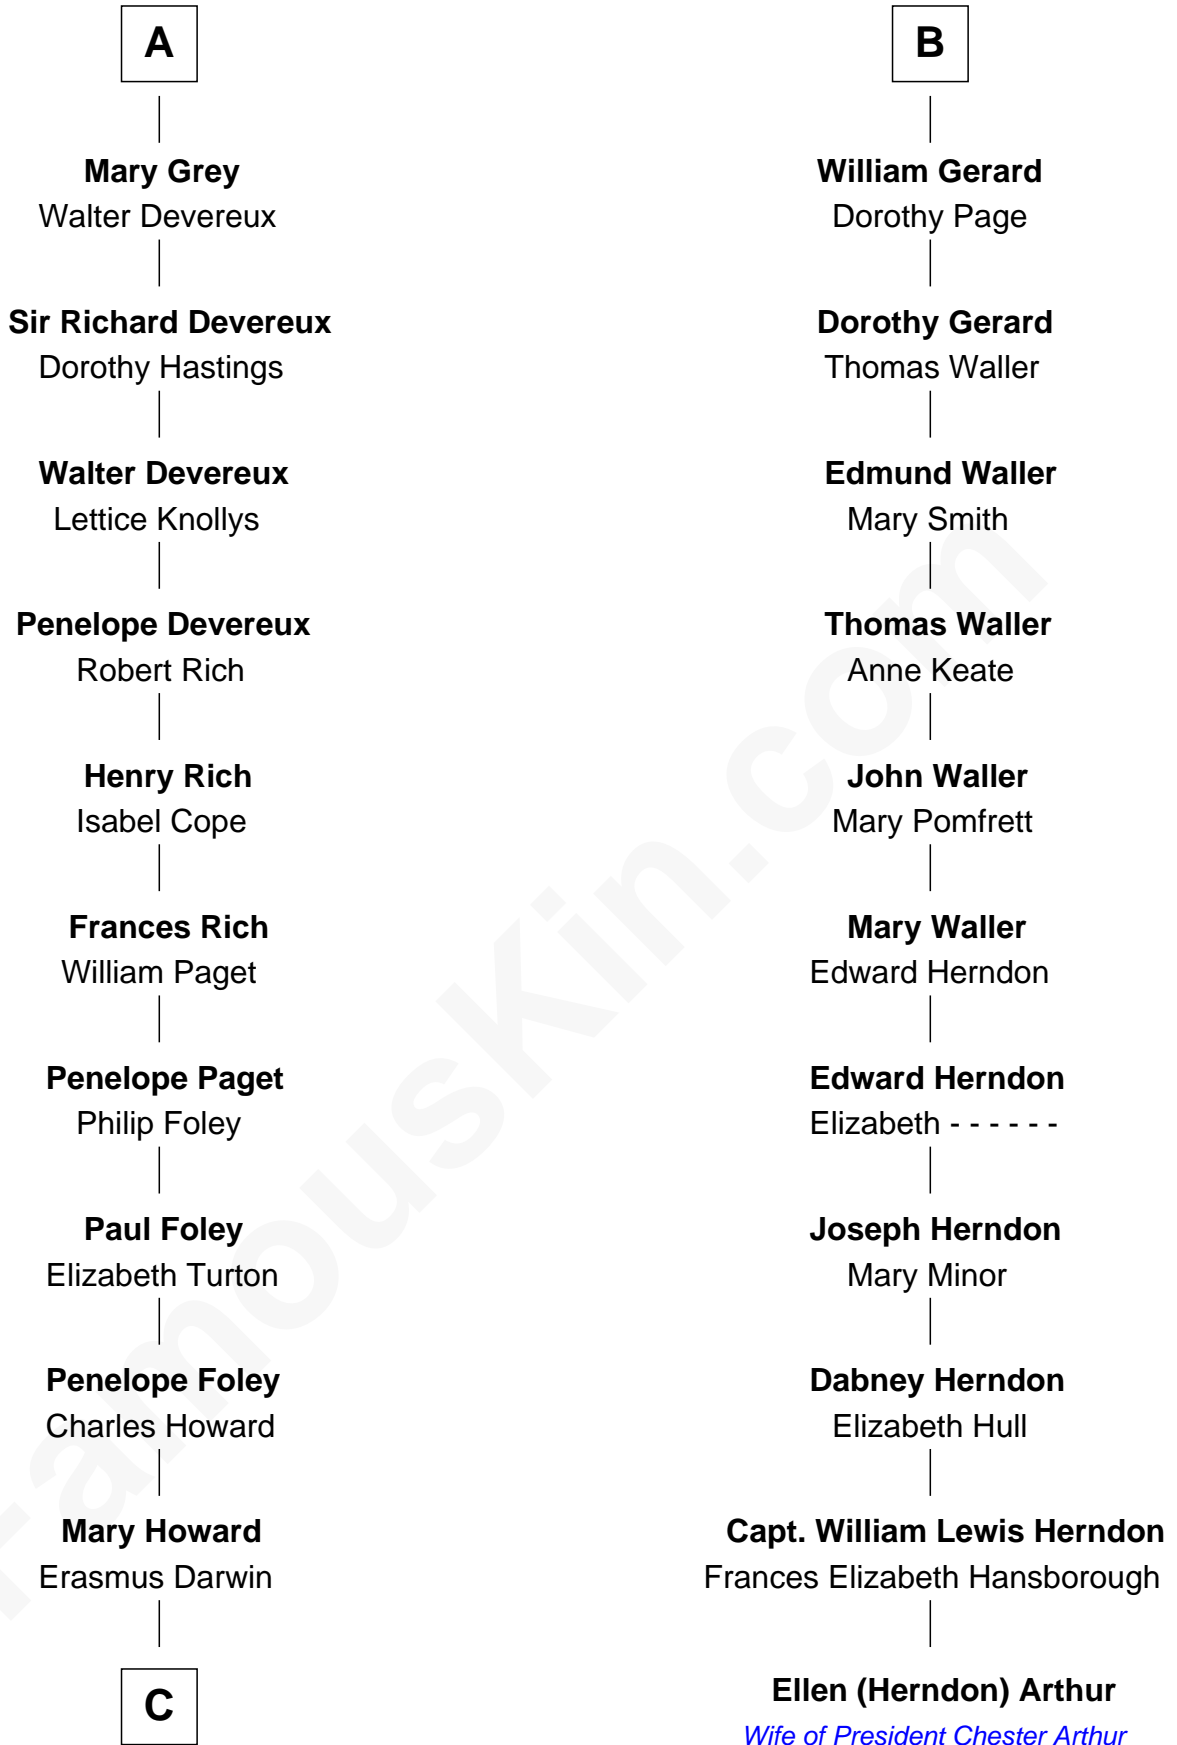 A
Mary Grey
Walter Devereux
Sir Richard Devereux
Dorothy Hastings
Walter Devereux
Lettice Knollys
Penelope Devereux
Robert Rich
Henry Rich
Isabel Cope
Frances Rich
William Paget
Penelope Paget
Philip Foley
Paul Foley
Elizabeth Turton
Penelope Foley
Charles Howard
Mary Howard
Erasmus Darwin
C
B
William Gerard
Dorothy Page
Dorothy Gerard
Thomas Waller
Edmund Waller
Mary Smith
Thomas Waller
Anne Keate
John Waller
Mary Pomfrett
Mary Waller
Edward Herndon
Edward Herndon
Elizabeth - - - - - -
Joseph Herndon
Mary Minor
Dabney Herndon
Elizabeth Hull
Capt. William Lewis Herndon
Frances Elizabeth Hansborough
Ellen (Herndon) Arthur
Wife of President Chester Arthur
FamousKin.com